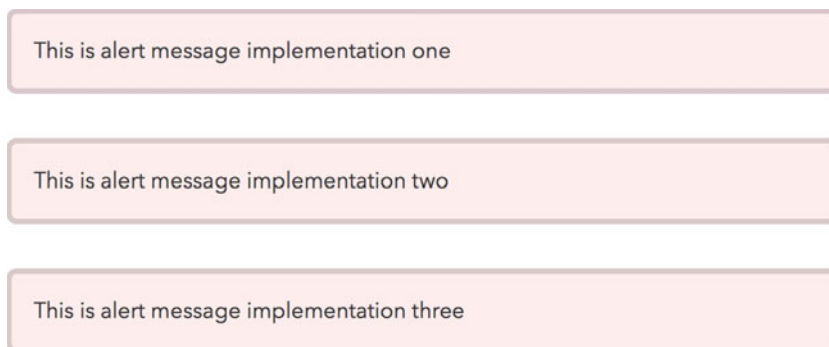 This is alert message implementation one
This is alert message implementation two
This is alert message implementation three